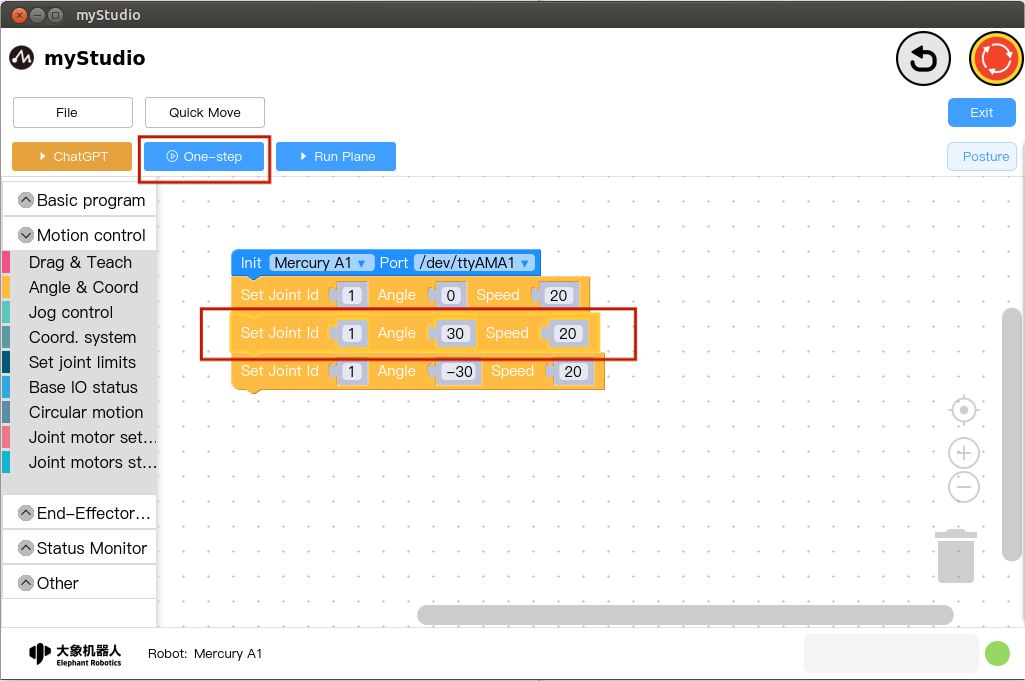 myStudio
myStudio
File
Quick Move
Exit
ChatGPT
One-step
Run Plane
Posture
Basic program
Motion control
Drag & Teach
Angle & Coord
Jog control
Coord. system
Set joint limits
Base IO status
Circular motion
Joint motor set...
Joint motors st...
End-Effector...
Status Monitor
Other
Init Mercury A1 ▾ Port /dev/ttyAMA1 ▾
Set Joint Id 1 Angle 0 Speed 20
Set Joint Id 1 Angle 30 Speed 20
Set Joint Id 1 Angle -30 Speed 20
大象机器人
Elephant Robotics
Robot: Mercury A1